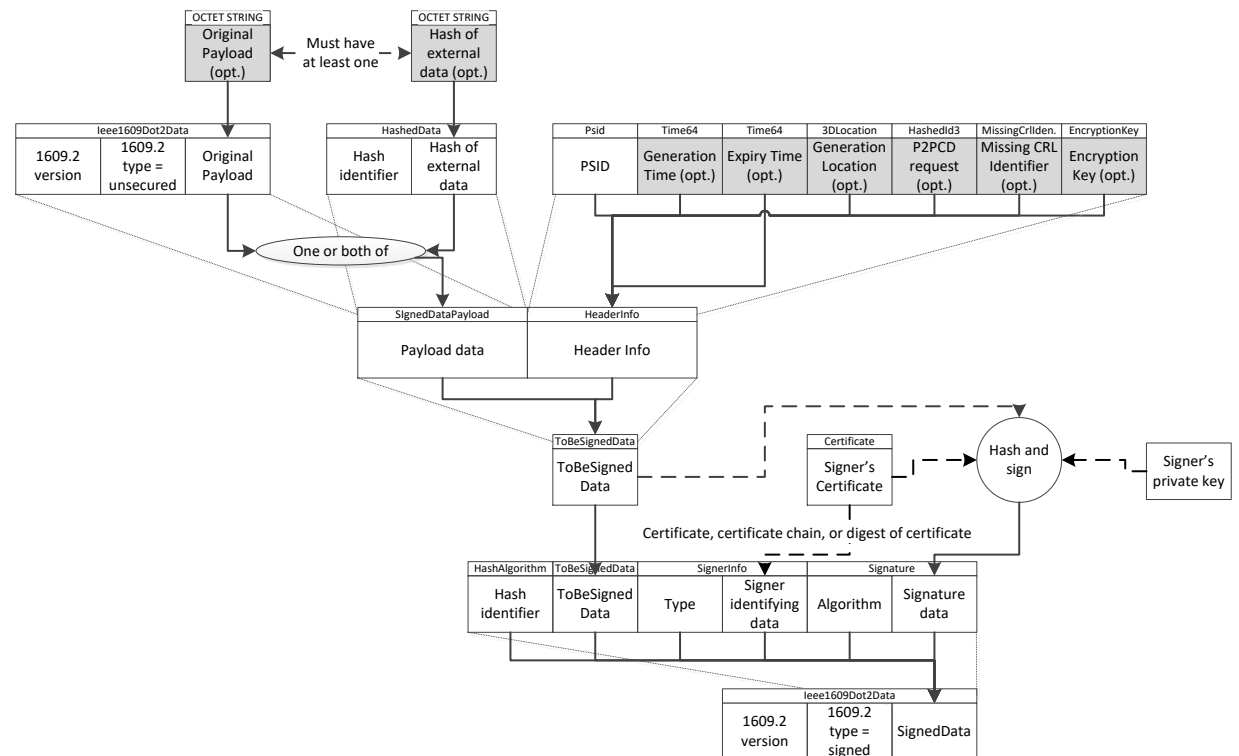 OCTET STRING
Original
Payload
(opt.)
Must have
at least one
OCTET STRING
Hash of
external
data (opt.)
Ieee1609Dot2Data
1609.2
version
1609.2
type =
unsecured
Original
Payload
HashedData
Hash
identifier
Hash of
external
data
Psid
PSID
Time64
Generation
Time (opt.)
Time64
Expiry Time
(opt.)
3DLocation
Generation
Location
(opt.)
HashedId3
P2PCD
request
(opt.)
MissingCrlIden.
Missing CRL
Identifier
(opt.)
EncryptionKey
Encryption
Key (opt.)
One or both of
SIgnedDataPayload
Payload data
HeaderInfo
Header Info
ToBeSignedData
ToBeSigned
Data
Certificate
Signer's
Certificate
Hash and
sign
Signer's
private key
Certificate, certificate chain, or digest of certificate
HashAlgorithm
Hash
identifier
ToBeSignedData
ToBeSigned
Data
SignerInfo
Type
Signer
identifying
data
Signature
Algorithm
Signature
data
Ieee1609Dot2Data
1609.2
version
1609.2
type =
signed
SignedData